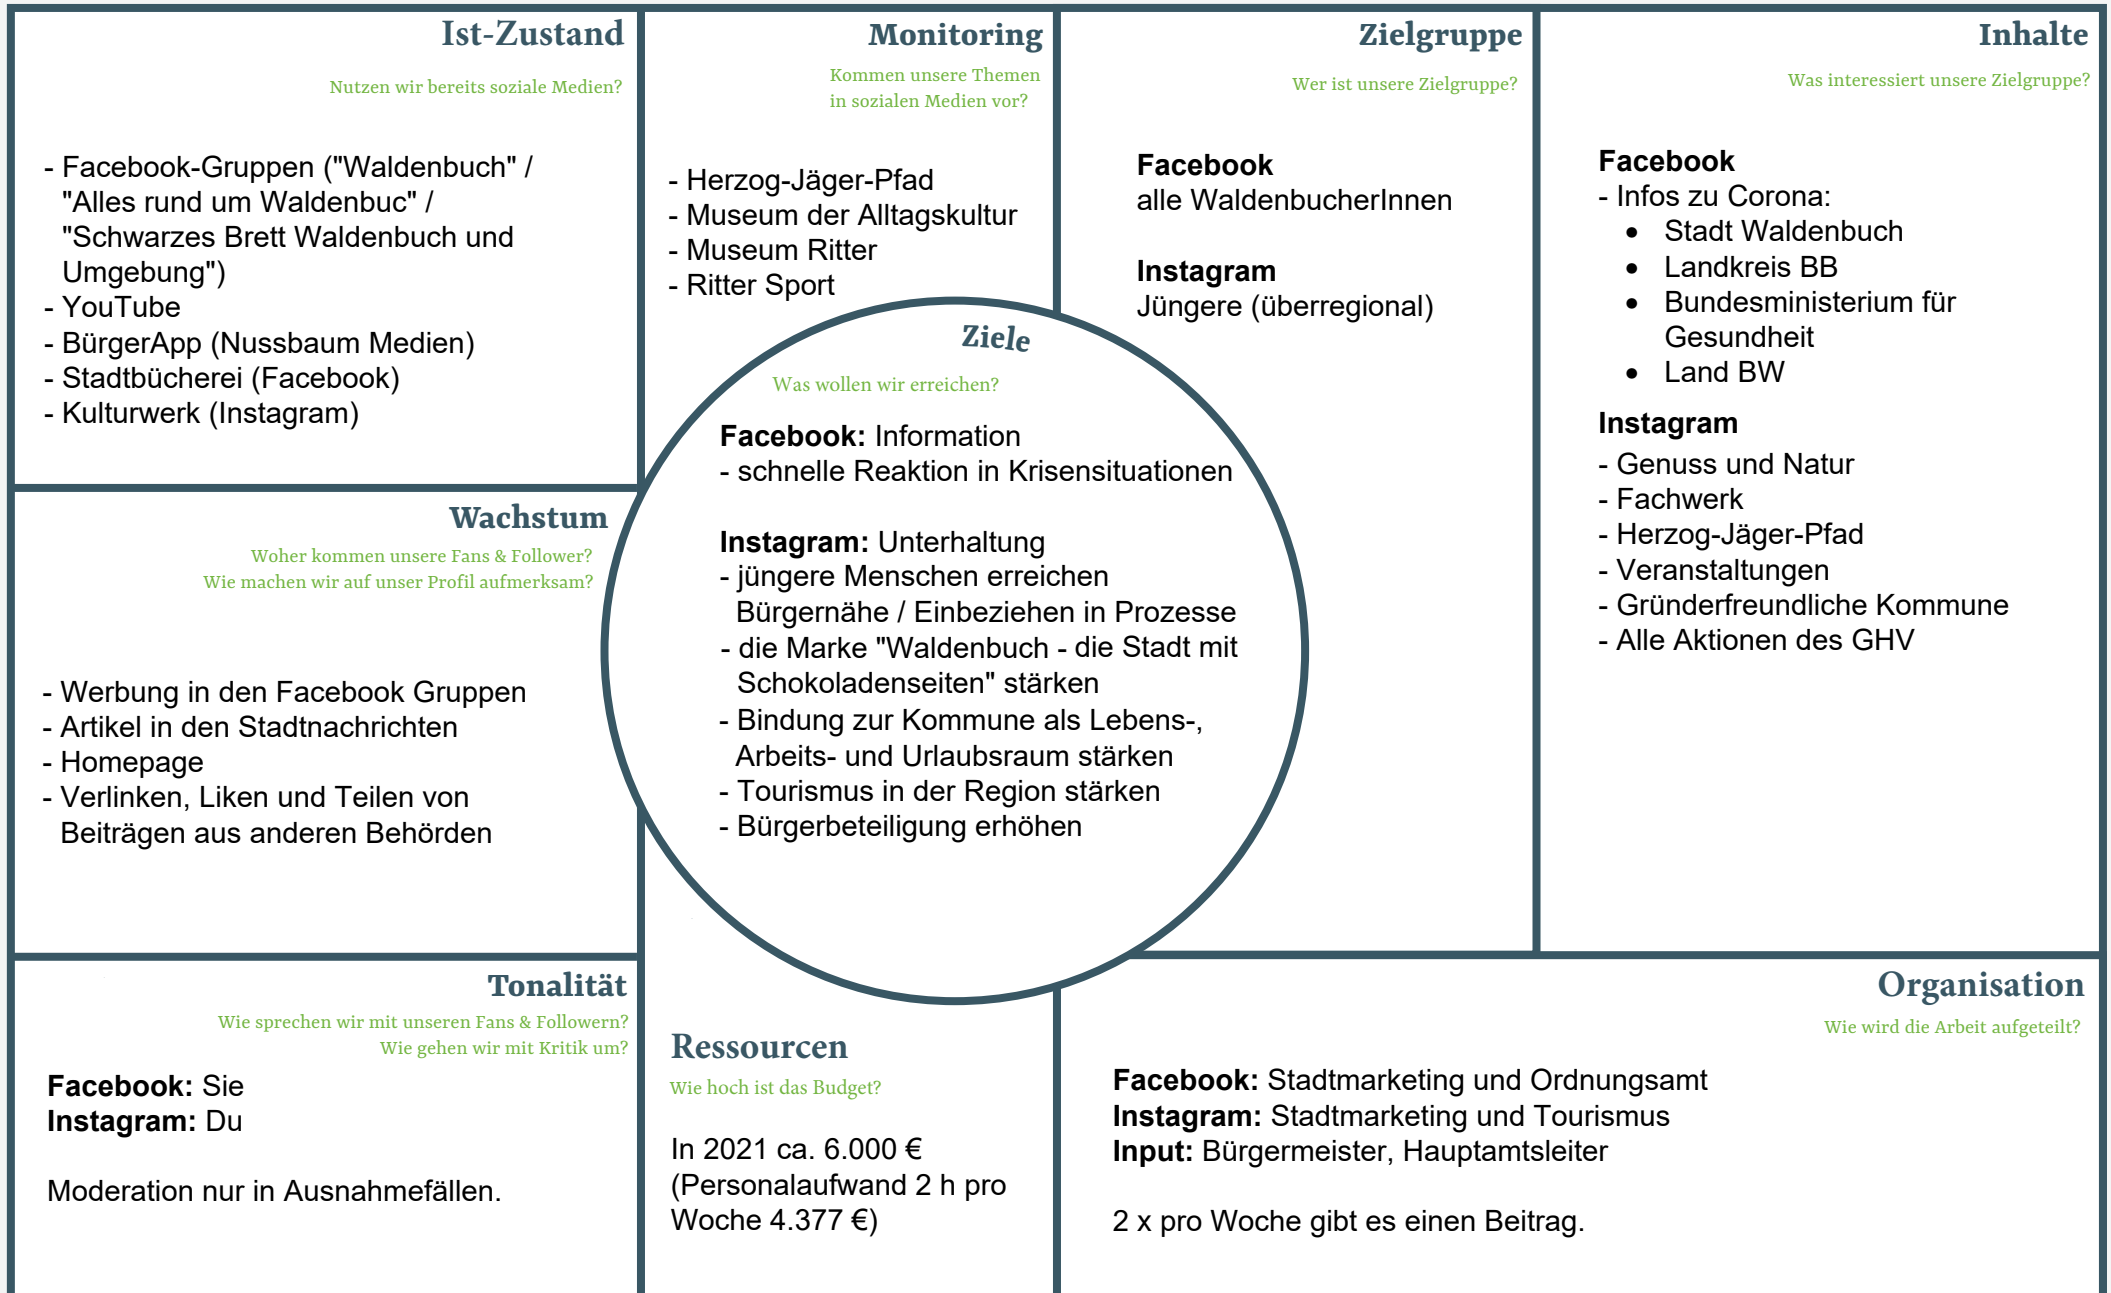 Ist-Zustand
Nutzen wir bereits soziale Medien?
- Facebook-Gruppen ("Waldenbuch" /
"Alles rund um Waldenbuc" /
"Schwarzes Brett Waldenbuch und
Umgebung")
- YouTube
- BürgerApp (Nussbaum Medien)
- Stadtbücherei (Facebook)
- Kulturwerk (Instagram)
Monitoring
Kommen unsere Themen
in sozialen Medien vor?
- Herzog-Jäger-Pfad
- Museum der Alltagskultur
- Museum Ritter
- Ritter Sport
Zielgruppe
Wer ist unsere Zielgruppe?
Facebook
alle WaldenbucherInnen
Instagram
Jüngere (überregional)
Inhalte
Was interessiert unsere Zielgruppe?
Facebook
- Infos zu Corona:
• Stadt Waldenbuch
• Landkreis BB
• Bundesministerium für
Gesundheit
• Land BW
Instagram
- Genuss und Natur
- Fachwerk
- Herzog-Jäger-Pfad
- Veranstaltungen
- Gründerfreundliche Kommune
- Alle Aktionen des GHV
Ziele
Was wollen wir erreichen?
Facebook: Information
- schnelle Reaktion in Krisensituationen
Instagram: Unterhaltung
- jüngere Menschen erreichen
Bürgernähe / Einbeziehen in Prozesse
- die Marke "Waldenbuch - die Stadt mit
Schokoladenseiten" stärken
- Bindung zur Kommune als Lebens-,
Arbeits- und Urlaubsraum stärken
- Tourismus in der Region stärken
- Bürgerbeteiligung erhöhen
Wachstum
Woher kommen unsere Fans & Follower?
Wie machen wir auf unser Profil aufmerksam?
- Werbung in den Facebook Gruppen
- Artikel in den Stadtnachrichten
- Homepage
- Verlinken, Liken und Teilen von
Beiträgen aus anderen Behörden
Tonalität
Wie sprechen wir mit unseren Fans & Followern?
Wie gehen wir mit Kritik um?
Facebook: Sie
Instagram: Du
Moderation nur in Ausnahmefällen.
Ressourcen
Wie hoch ist das Budget?
In 2021 ca. 6.000 €
(Personalaufwand 2 h pro
Woche 4.377 €)
Organisation
Wie wird die Arbeit aufgeteilt?
Facebook: Stadtmarketing und Ordnungsamt
Instagram: Stadtmarketing und Tourismus
Input: Bürgermeister, Hauptamtsleiter
2 x pro Woche gibt es einen Beitrag.